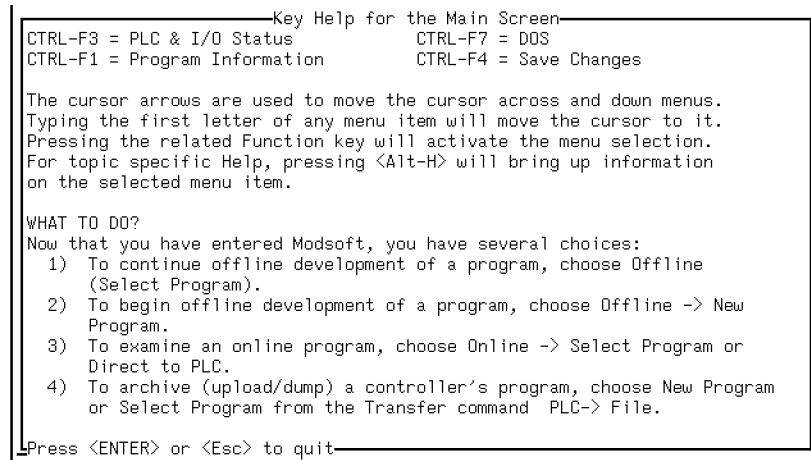 Key Help for the Main Screen
CTRL-F3 = PLC & I/O Status CTRL-F7 = DOS
CTRL-F1 = Program Information CTRL-F4 = Save Changes
The cursor arrows are used to move the cursor across and down menus.
Typing the first letter of any menu item will move the cursor to it.
Pressing the related Function key will activate the menu selection.
For topic specific Help, pressing <Alt-H> will bring up information
on the selected menu item.
WHAT TO DO?
Now that you have entered Modsoft, you have several choices:
1) To continue offline development of a program, choose Offline
(Select Program).
2) To begin offline development of a program, choose Offline -> New
Program.
3) To examine an online program, choose Online -> Select Program or
Direct to PLC.
4) To archive (upload/dump) a controller's program, choose New Program
or Select Program from the Transfer command PLC-> File.
Press <ENTER> or <Esc> to quit